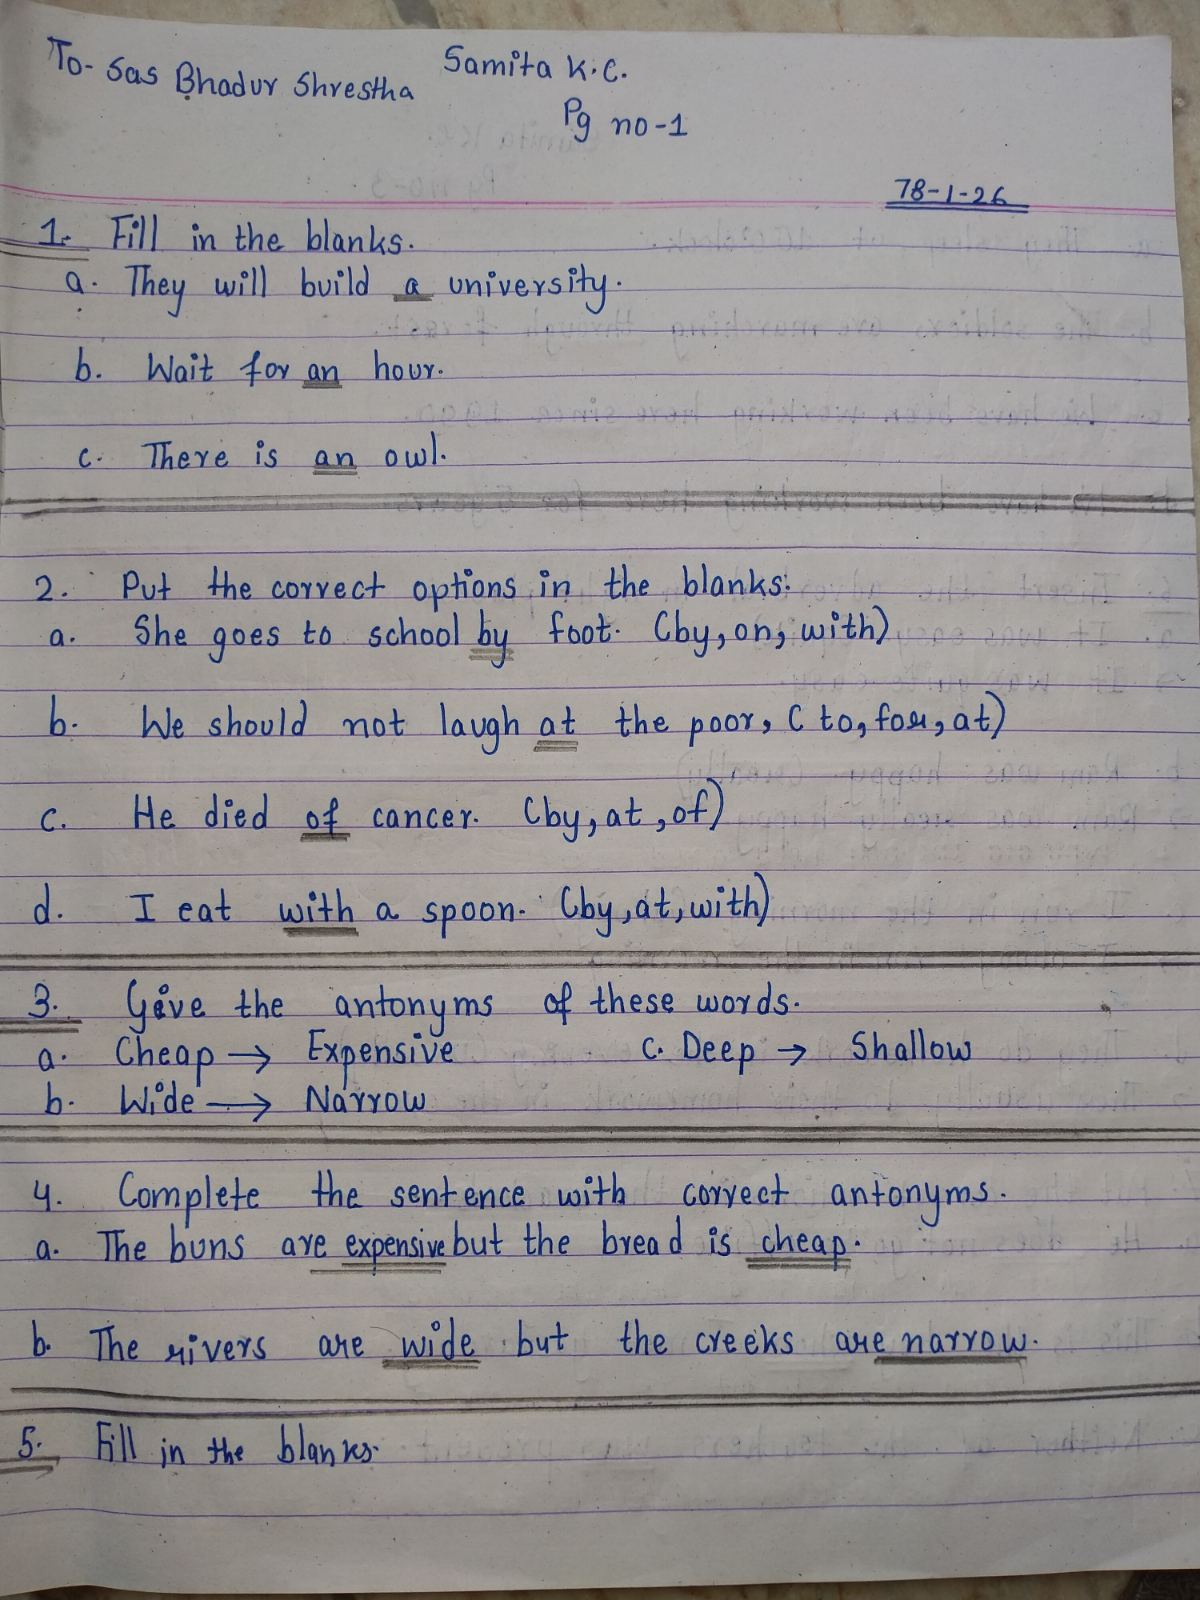 To- Sas Bhadur Shrestha Samita K.C.
Pg no-1
78-1-26
1. Fill in the blanks.
a. They will build a university.
b. Wait for an hour.
c. There is an owl.
2. Put the correct options in the blanks:
a. She goes to school by foot. (by, on, with)
b. We should not laugh at the poor, (to, for, at)
c. He died of cancer. (by, at, of)
d. I eat with a spoon. (by, at, with)
3. Give the antonyms of these words.
a. Cheap → Expensive c. Deep → Shallow
b. Wide → Narrow
4. Complete the sentence with correct antonyms.
a. The buns are expensive but the bread is cheap.
b. The rivers are wide but the creeks are narrow.
5. Fill in the blanks.